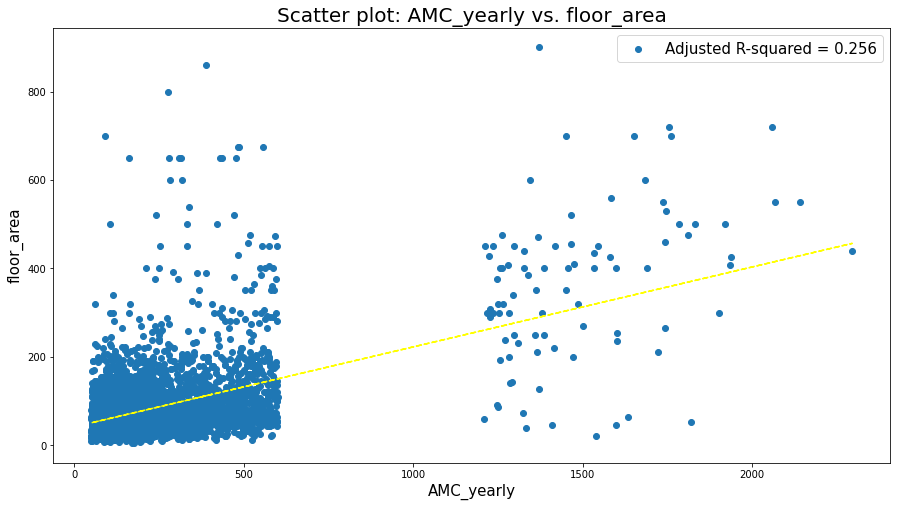 Scatter plot: AMC_yearly vs. floor_area
Adjusted R-squared = 0.256
800
600
400
200
0
floor_area
0 500 1000 1500 2000
AMC_yearly